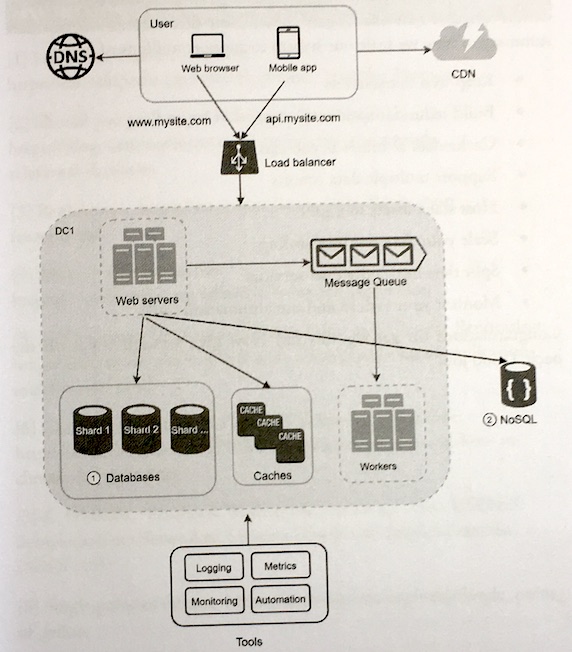 User
DNS
Web browser
Mobile app
CDN
www.mysite.com
api.mysite.com
Load balancer
DC1
Web servers
Message Queue
Shard 1
Shard 2
Shard ...
1 Databases
CACHE
CACHE
CACHE
Caches
Workers
{ }
2 NoSQL
Logging
Metrics
Monitoring
Automation
Tools